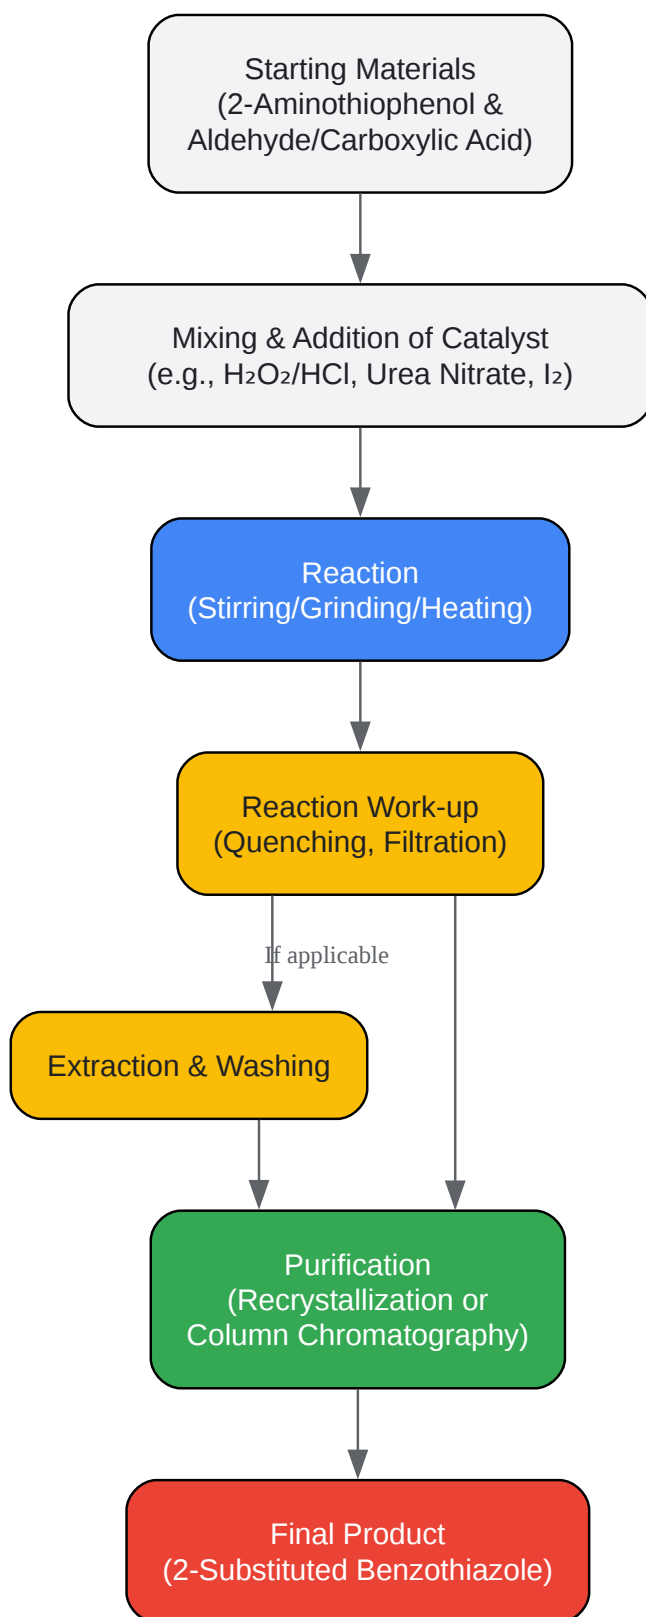 Starting Materials
(2-Aminothiophenol &
Aldehyde/Carboxylic Acid)
Mixing & Addition of Catalyst
(e.g., H₂O₂/HCl, Urea Nitrate, I₂)
Reaction
(Stirring/Grinding/Heating)
Reaction Work-up
(Quenching, Filtration)
If applicable
Extraction & Washing
Purification
(Recrystallization or
Column Chromatography)
Final Product
(2-Substituted Benzothiazole)